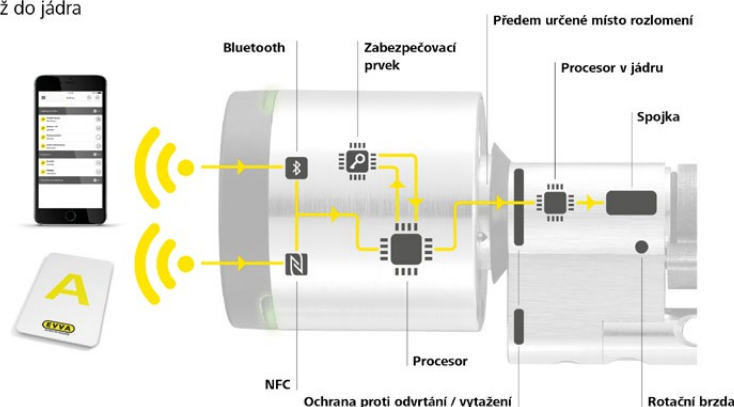 ž do jádra
Předem určené místo rozlomení
Bluetooth
Zabezpečovací
prvek
Procesor v jádru
Spojka
A
EVVA
Procesor
NFC
Ochrana proti odvrtání / vytažení
Rotační brzda